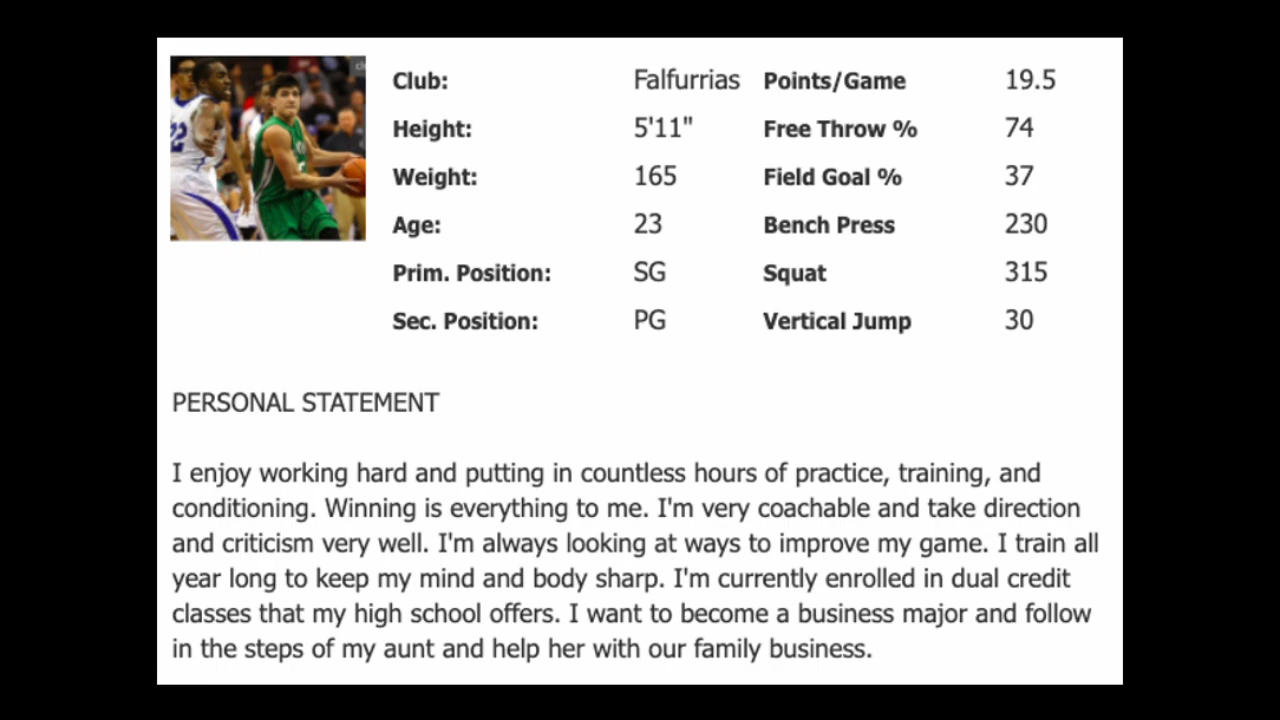 Club: Falfurrias Points/Game 19.5
Height: 5'11" Free Throw % 74
Weight: 165 Field Goal % 37
Age: 23 Bench Press 230
Prim. Position: SG Squat 315
Sec. Position: PG Vertical Jump 30
PERSONAL STATEMENT
I enjoy working hard and putting in countless hours of practice, training, and
conditioning. Winning is everything to me. I'm very coachable and take direction
and criticism very well. I'm always looking at ways to improve my game. I train all
year long to keep my mind and body sharp. I'm currently enrolled in dual credit
classes that my high school offers. I want to become a business major and follow
in the steps of my aunt and help her with our family business.